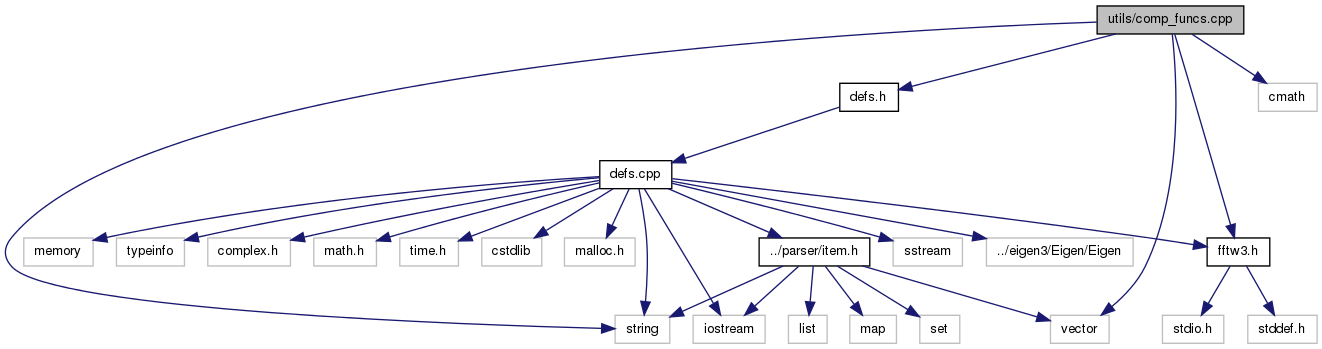 utils/comp_funcs.cpp
defs.h
cmath
defs.cpp
memory
typeinfo
complex.h
math.h
time.h
cstdlib
malloc.h
../parser/item.h
sstream
../eigen3/Eigen/Eigen
fftw3.h
string
iostream
list
map
set
vector
stdio.h
stddef.h